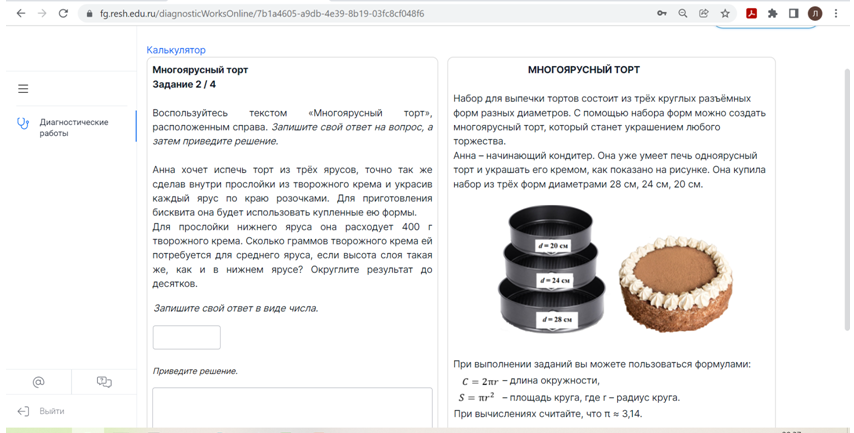 fg.resh.edu.ru/diagnosticWorksOnline/7b1a4605-a9db-4e39-8b19-03fc8cf048f6
Л
Калькулятор
Диагностические
работы
Выйти
Многоярусный торт
Задание 2 / 4
Воспользуйтесь текстом «Многоярусный торт»,
расположенным справа. Запишите свой ответ на вопрос, а
затем приведите решение.
Анна хочет испечь торт из трёх ярусов, точно так же
сделав внутри прослойки из творожного крема и украсив
каждый ярус по краю розочками. Для приготовления
бисквита она будет использовать купленные ею формы.
Для прослойки нижнего яруса она расходует 400 г
творожного крема. Сколько граммов творожного крема ей
потребуется для среднего яруса, если высота слоя такая
же, как и в нижнем ярусе? Округлите результат до
десятков.
Запишите свой ответ в виде числа.
Приведите решение.
МНОГОЯРУСНЫЙ ТОРТ
Набор для выпечки тортов состоит из трёх круглых разъёмных
форм разных диаметров. С помощью набора форм можно создать
многоярусный торт, который станет украшением любого
торжества.
Анна – начинающий кондитер. Она уже умеет печь одноярусный
торт и украшать его кремом, как показано на рисунке. Она купила
набор из трёх форм диаметрами 28 см, 24 см, 20 см.
d = 20 см
d = 24 см
d = 28 см
При выполнении заданий вы можете пользоваться формулами:
C = 2πr – длина окружности,
S = πr² – площадь круга, где r – радиус круга.
При вычислениях считайте, что π ≈ 3,14.